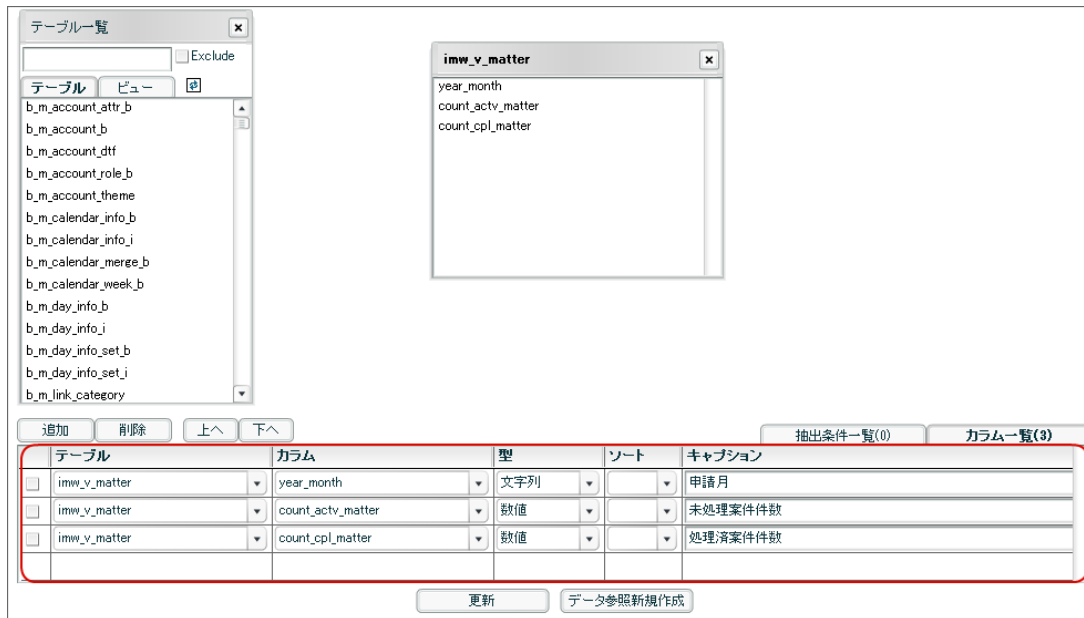 テーブル一覧
Exclude
テーブル ビュー
b_m_account_attr_b
b_m_account_b
b_m_account_dtf
b_m_account_role_b
b_m_account_theme
b_m_calendar_info_b
b_m_calendar_info_i
b_m_calendar_merge_b
b_m_calendar_week_b
b_m_day_info_b
b_m_day_info_i
b_m_day_info_set_b
b_m_day_info_set_i
b_m_link_category
imw_v_matter
year_month
count_actv_matter
count_cpl_matter
追加 削除 上へ 下へ 抽出条件一覧(0) カラム一覧(3)
テーブル カラム 型 ソート キャプション
imw_v_matter year_month 文字列 申請月
imw_v_matter count_actv_matter 数値 未処理案件件数
imw_v_matter count_cpl_matter 数値 処理済案件件数
更新 データ参照新規作成